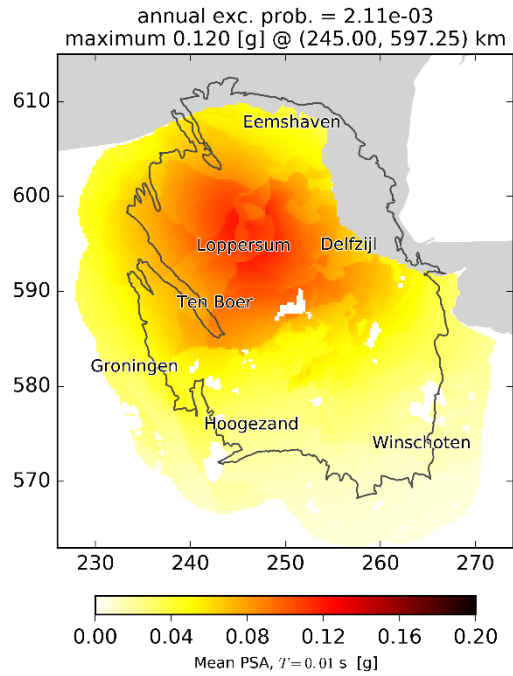 annual exc. prob. = 2.11e-03
maximum 0.120 [g] @ (245.00, 597.25) km
610
600
590
580
570
Eemshaven
Loppersum
Delfzijl
Ten Boer
Groningen
Hoogezand
Winschoten
230 240 250 260 270
0.00 0.04 0.08 0.12 0.16 0.20
Mean PSA, T=0.01 s [g]